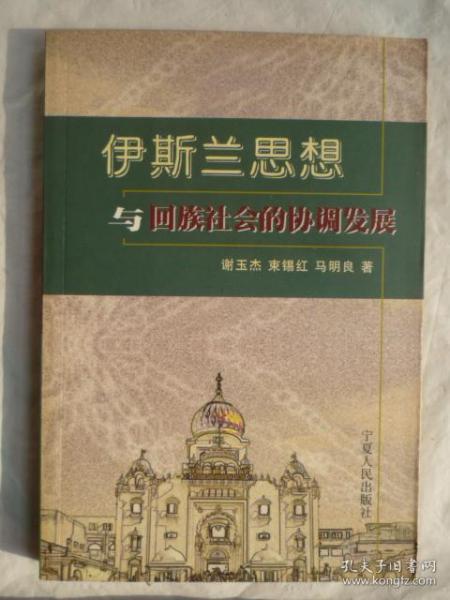 伊斯兰思想
与回族社会的协调发展
谢玉杰 束锡红 马明良 著
宁夏人民出版社
孔夫子旧书网
www.kongfz.com